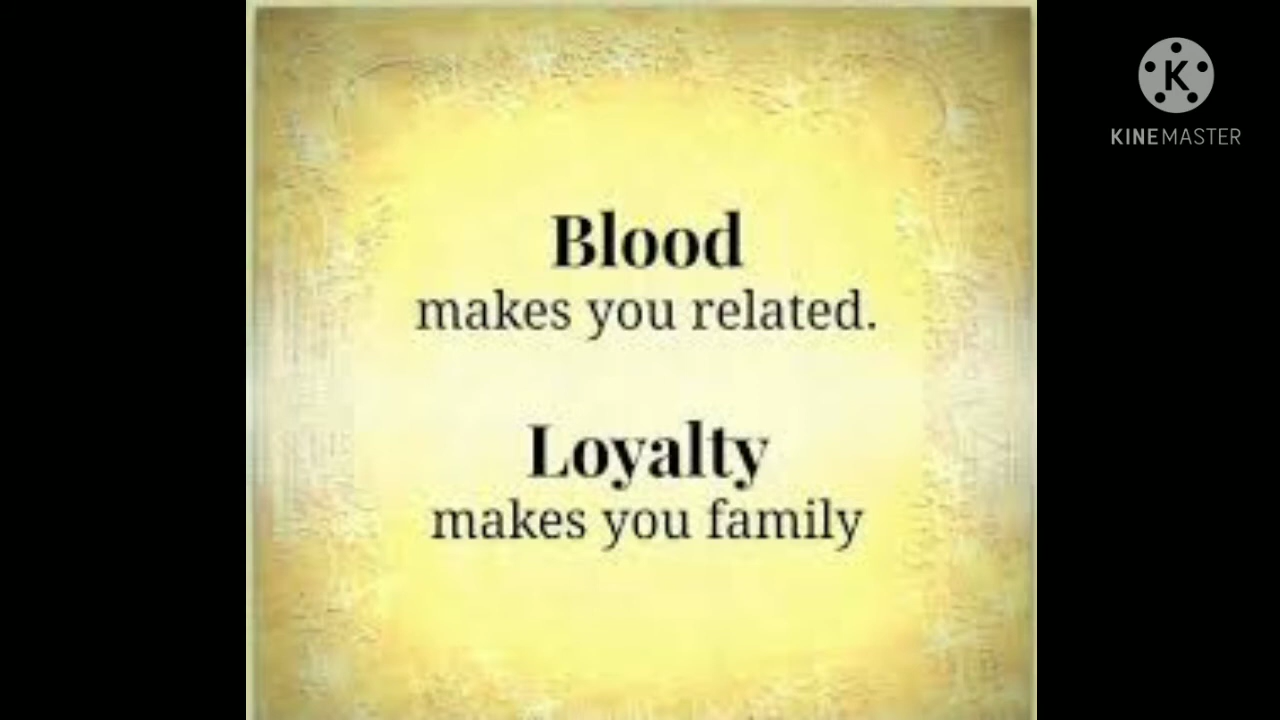 Blood
makes you related.
Loyalty
makes you family
K
KINEMASTER